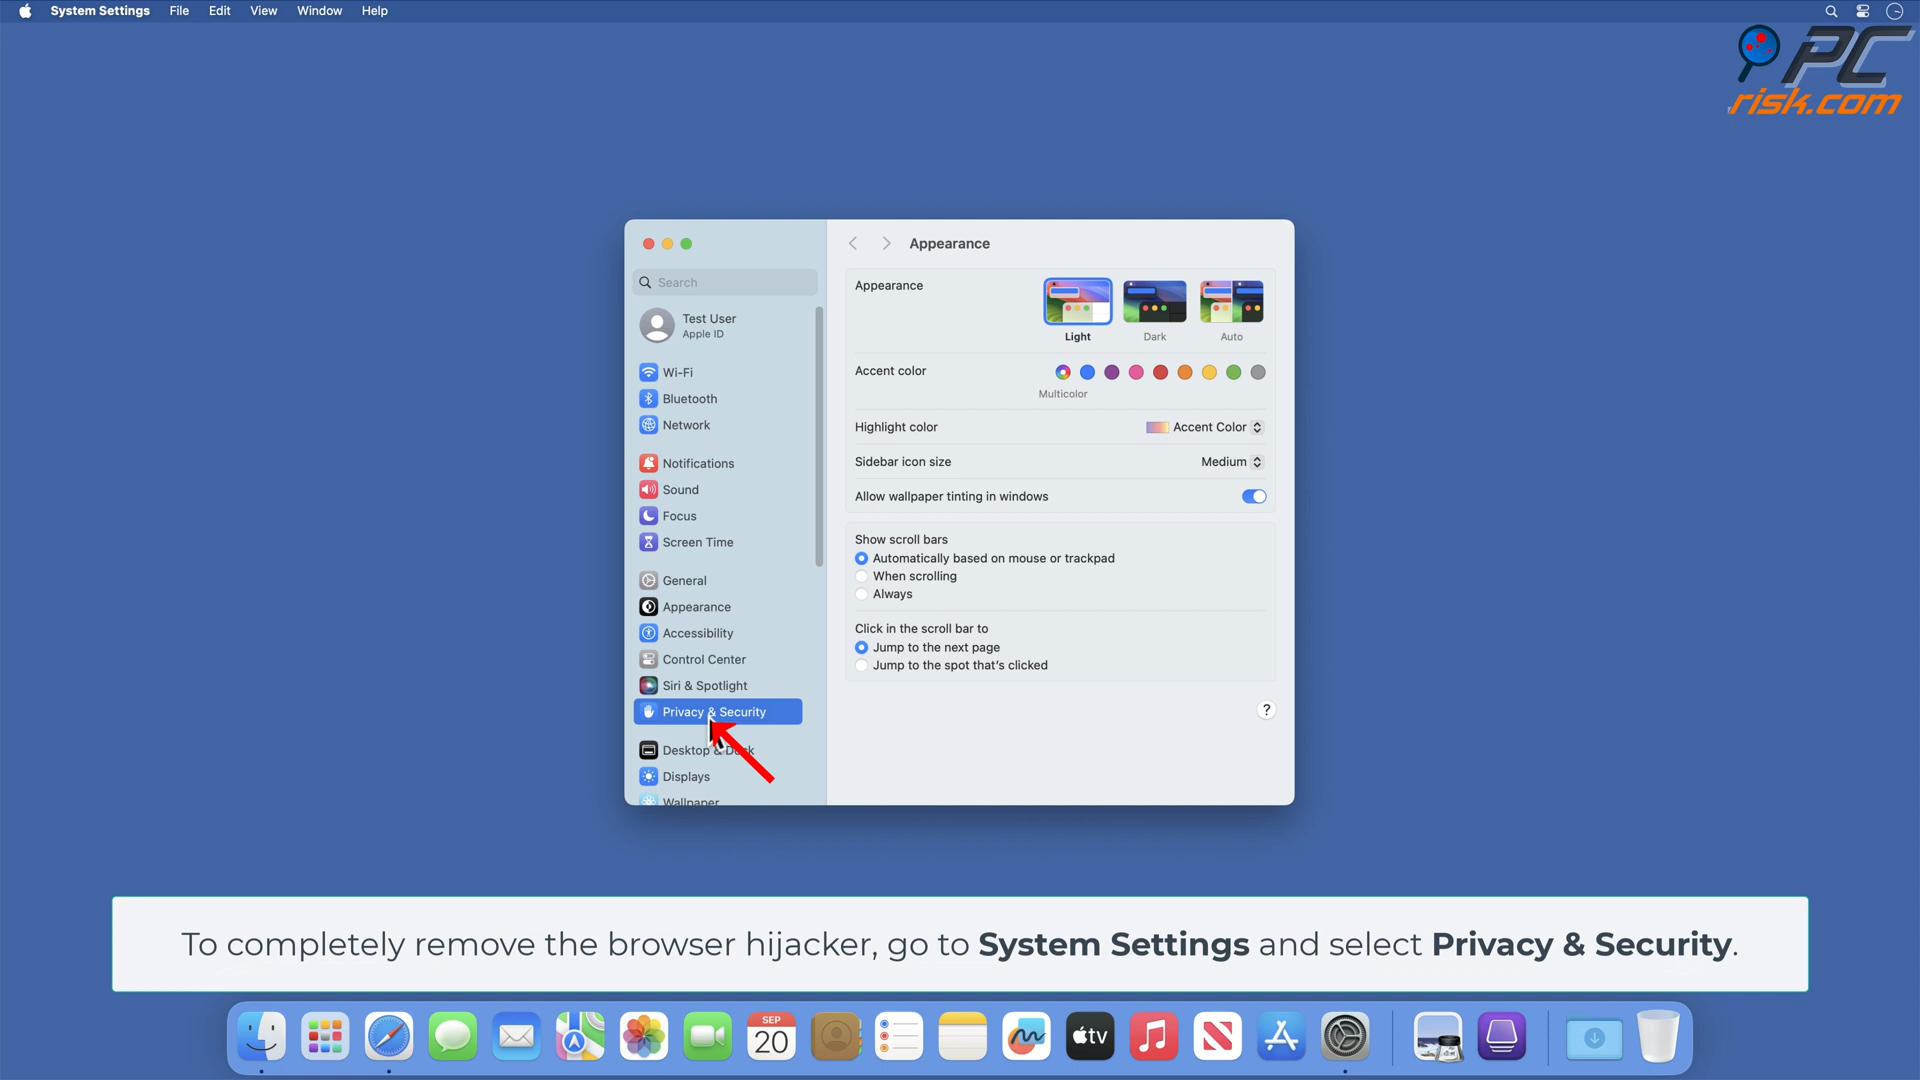 System Settings File Edit View Window Help
PC
risk.com
Appearance
Search
Test User
Apple ID
Wi-Fi
Bluetooth
Network
Notifications
Sound
Focus
Screen Time
General
Appearance
Accessibility
Control Center
Siri & Spotlight
Privacy & Security
Desktop & Dock
Displays
Wallpaper
Appearance
Light Dark Auto
Accent color
Multicolor
Highlight color Accent Color
Sidebar icon size Medium
Allow wallpaper tinting in windows
Show scroll bars
Automatically based on mouse or trackpad
When scrolling
Always
Click in the scroll bar to
Jump to the next page
Jump to the spot that's clicked
?
To completely remove the browser hijacker, go to System Settings and select Privacy & Security.
SEP
20
tv